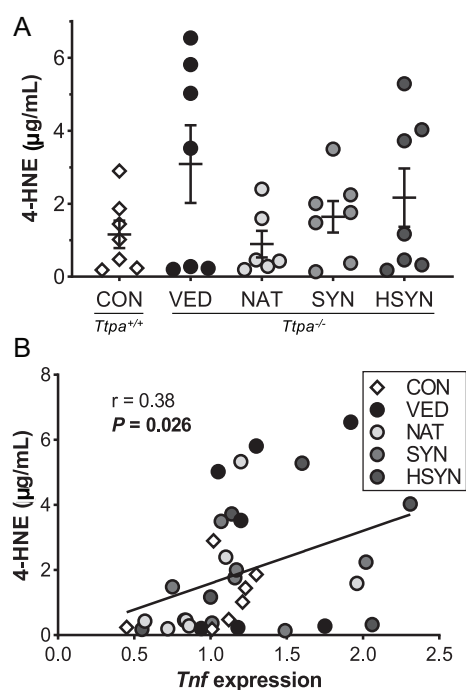 A
4-HNE (µg/mL)
6
4
2
0
CON VED NAT SYN HSYN
Ttpa+/+ Ttpa-/-
B
4-HNE (µg/mL)
8
6
4
2
0
r = 0.38
P = 0.026
CON
VED
NAT
SYN
HSYN
0.0 0.5 1.0 1.5 2.0 2.5
Tnf expression